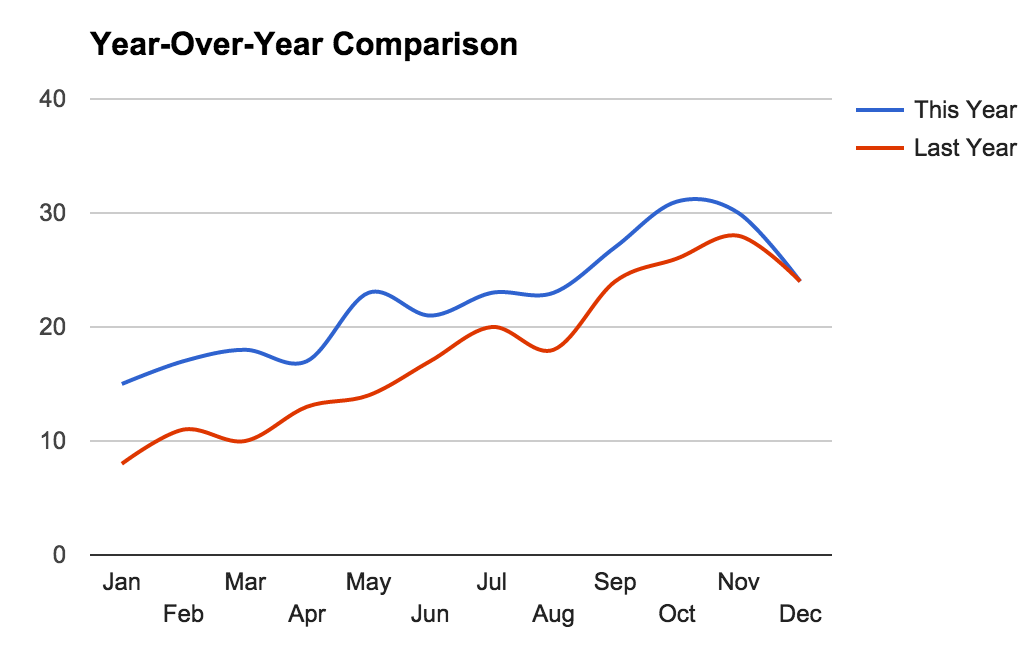 Year-Over-Year Comparison
40
30
20
10
0
This Year
Last Year
Jan
Feb
Mar
Apr
May
Jun
Jul
Aug
Sep
Oct
Nov
Dec